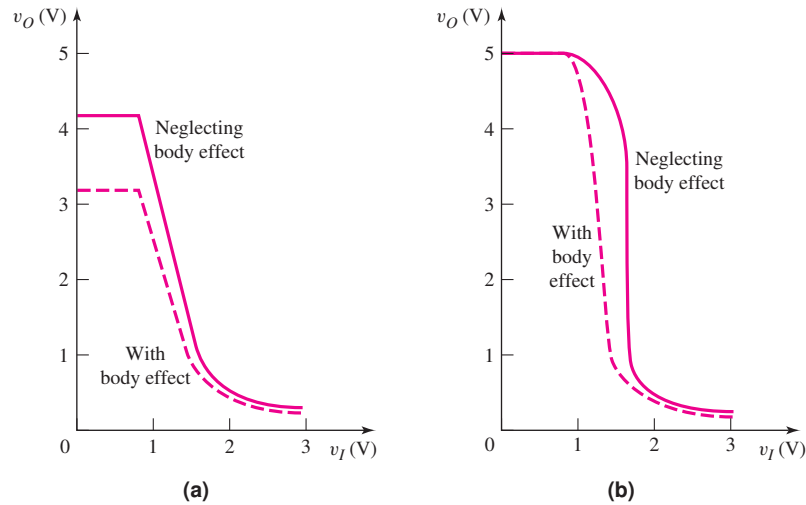 v_O (V)
5
4
3
2
1
0
1
2
3
v_I (V)
Neglecting
body effect
With
body effect
(a)
v_O (V)
5
4
3
2
1
0
1
2
3
v_I (V)
Neglecting
body effect
With
body
effect
(b)